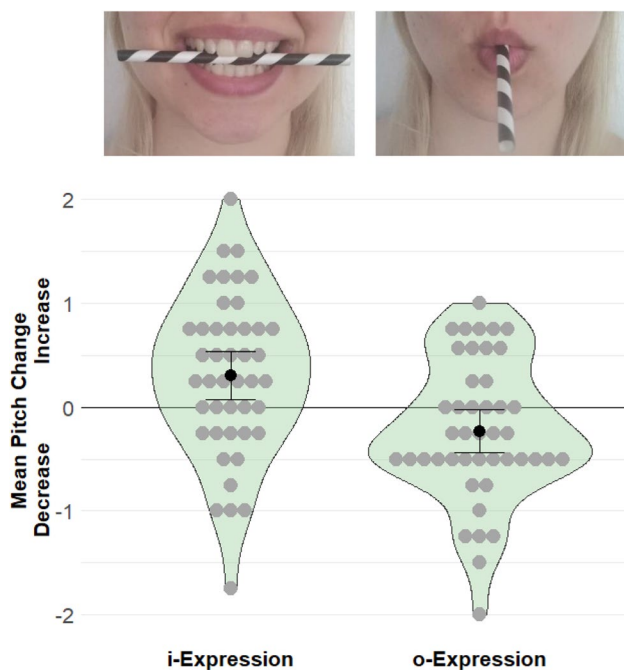 2
Increase
1
Mean Pitch Change
0
Decrease
-1
-2
i-Expression
o-Expression